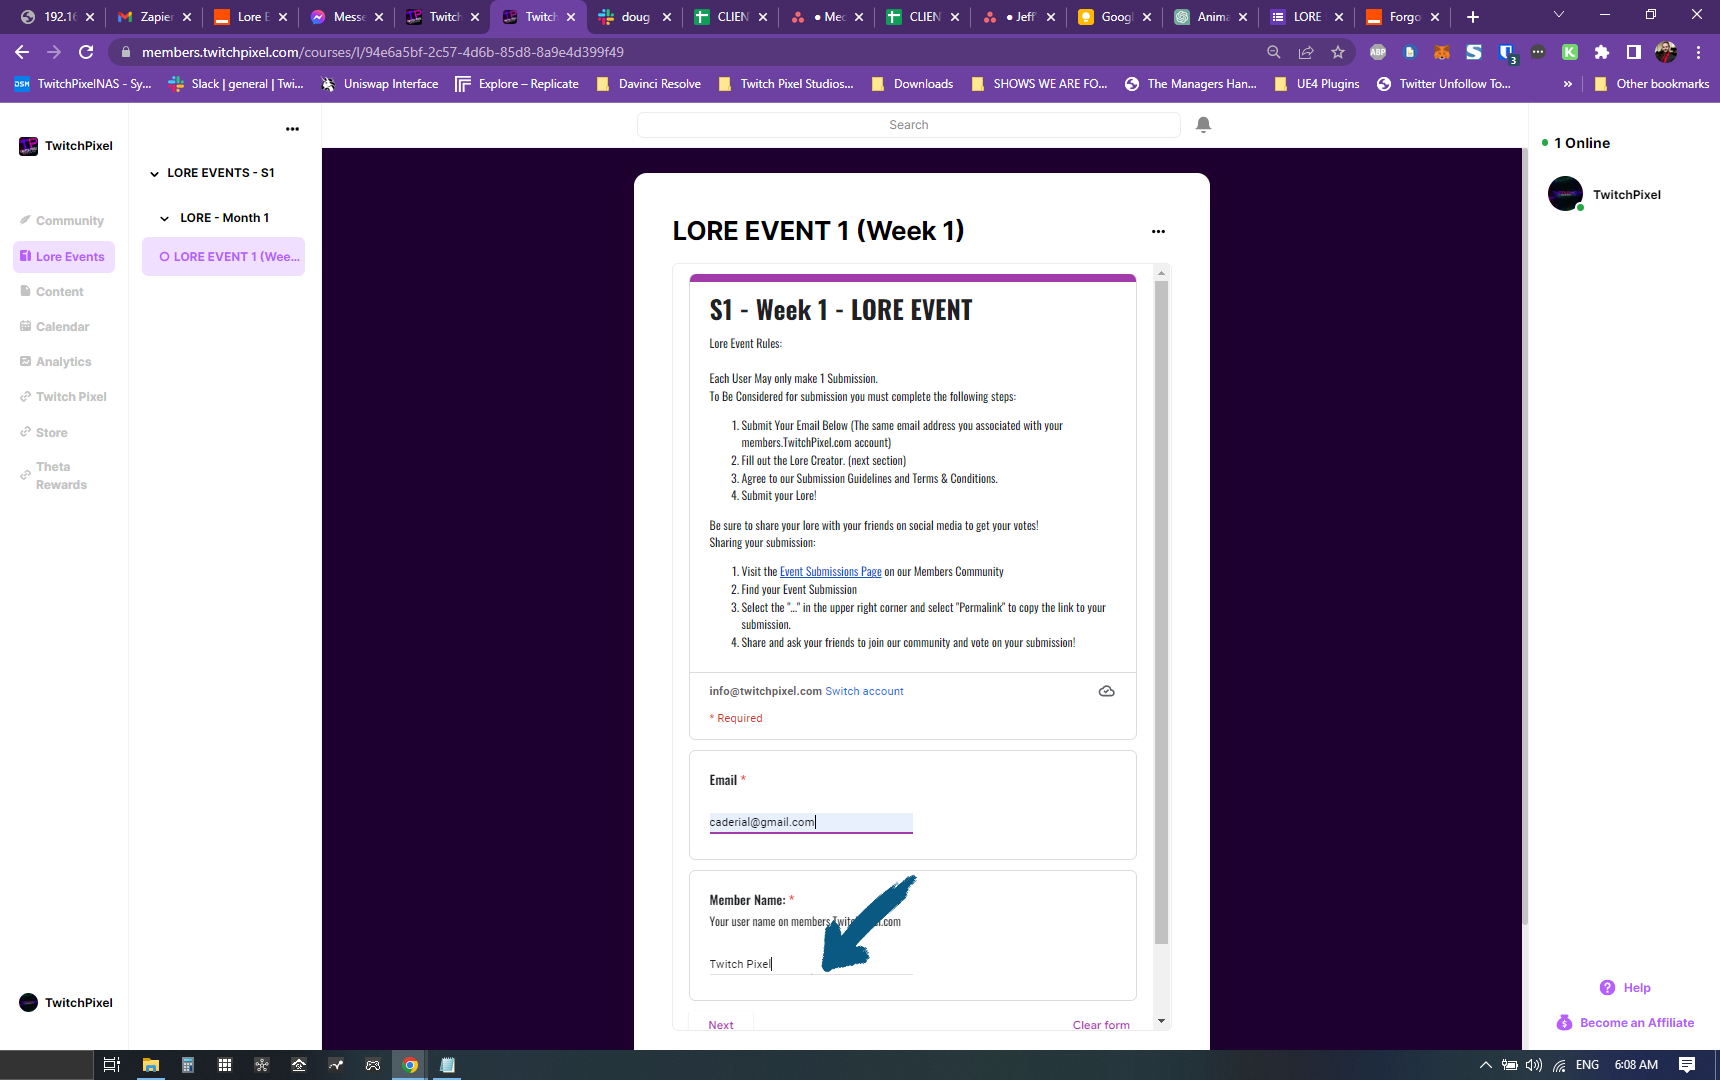 192.16
Zapier
Lore E
Messe
Twitch
Twitch
doug
CLIEN
• Mec
CLIEN
• Jeff
Googl
Anima
LORE
Forgo
members.twitchpixel.com/courses/l/94e6a5bf-2c57-4d6b-85d8-8a9e4d399f49
ABP
3
DSM TwitchPixelNAS - Sy...
Slack | general | Twi...
Uniswap Interface
Explore – Replicate
Davinci Resolve
Twitch Pixel Studios...
Downloads
SHOWS WE ARE FO...
The Managers Han...
UE4 Plugins
Twitter Unfollow To...
»
Other bookmarks
TwitchPixel
Community
Lore Events
Content
Calendar
Analytics
Twitch Pixel
Store
Theta
Rewards
TwitchPixel
LORE EVENTS - S1
LORE - Month 1
LORE EVENT 1 (Wee...
Search
LORE EVENT 1 (Week 1)
S1 - Week 1 - LORE EVENT
Lore Event Rules:
Each User May only make 1 Submission.
To Be Considered for submission you must complete the following steps:
1. Submit Your Email Below (The same email address you associated with your
members.TwitchPixel.com account)
2. Fill out the Lore Creator. (next section)
3. Agree to our Submission Guidelines and Terms & Conditions.
4. Submit your Lore!
Be sure to share your lore with your friends on social media to get your votes!
Sharing your submission:
1. Visit the Event Submissions Page on our Members Community
2. Find your Event Submission
3. Select the "..." in the upper right corner and select "Permalink" to copy the link to your
submission.
4. Share and ask your friends to join our community and vote on your submission!
info@twitchpixel.com Switch account
* Required
Email *
caderial@gmail.com
Member Name: *
Your user name on members.Twitc el.com
Twitch Pixel
Next
Clear form
1 Online
TwitchPixel
Help
Become an Affiliate
ENG
6:08 AM